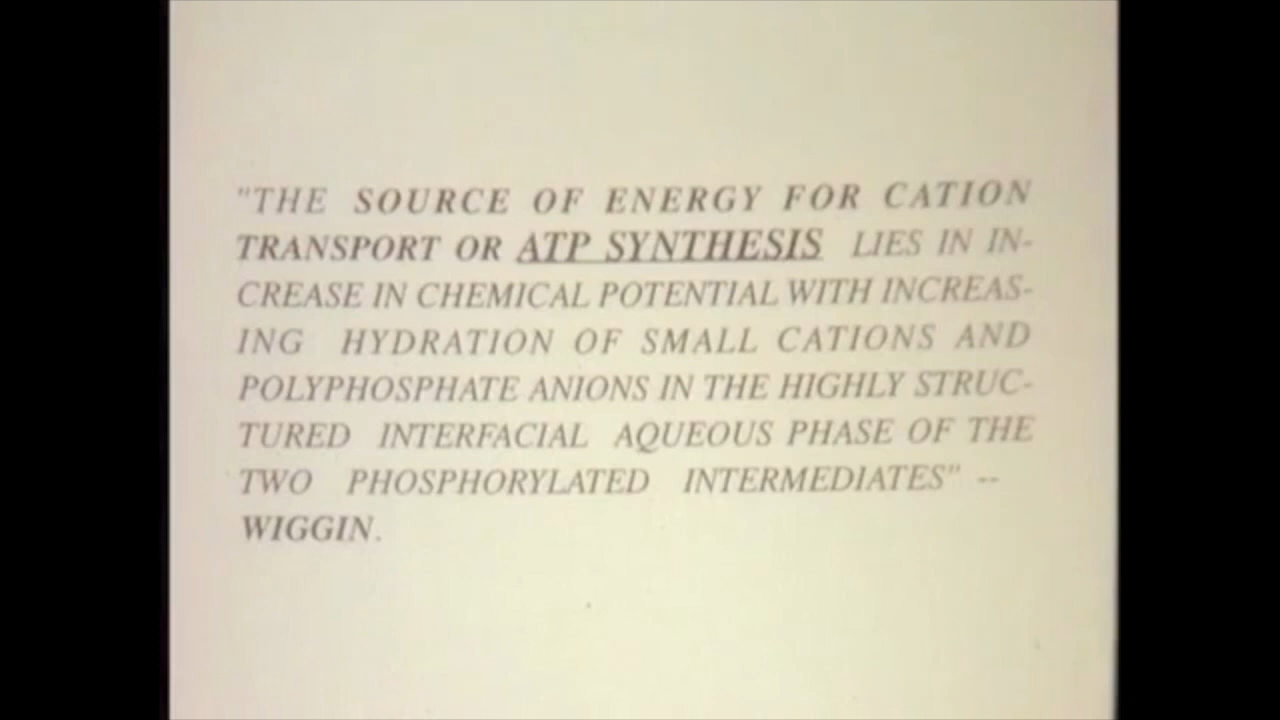 "THE SOURCE OF ENERGY FOR CATION
TRANSPORT OR ATP SYNTHESIS LIES IN IN-
CREASE IN CHEMICAL POTENTIAL WITH INCREAS-
ING HYDRATION OF SMALL CATIONS AND
POLYPHOSPHATE ANIONS IN THE HIGHLY STRUC-
TURED INTERFACIAL AQUEOUS PHASE OF THE
TWO PHOSPHORYLATED INTERMEDIATES" --
WIGGIN.